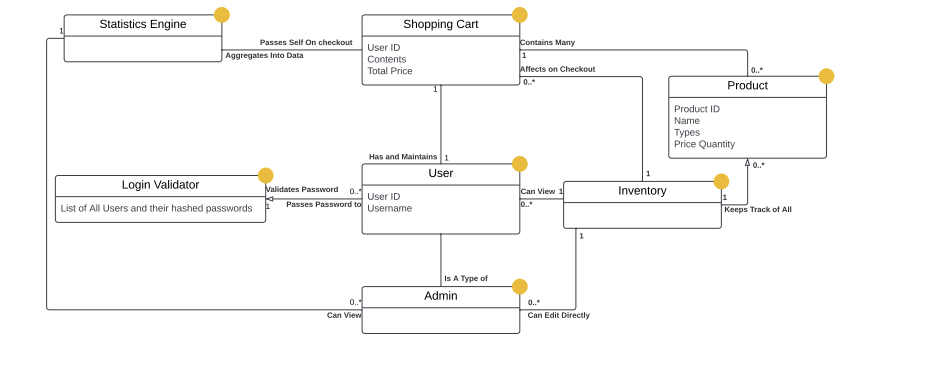 Statistics Engine
1
Passes Self On checkout
Aggregates Into Data
Shopping Cart
User ID
Contents
Total Price
Contains Many
1
Affects on Checkout
0..*
0..*
Product
Product ID
Name
Types
Price Quantity
0..*
1
Has and Maintains
1
1
Login Validator
List of All Users and their hashed passwords
Validates Password
0..*
1
Passes Password to
User
User ID
Username
Can View
1
0..*
Inventory
1
Keeps Track of All
1
Is A Type of
Admin
0..*
Can View
0..*
Can Edit Directly